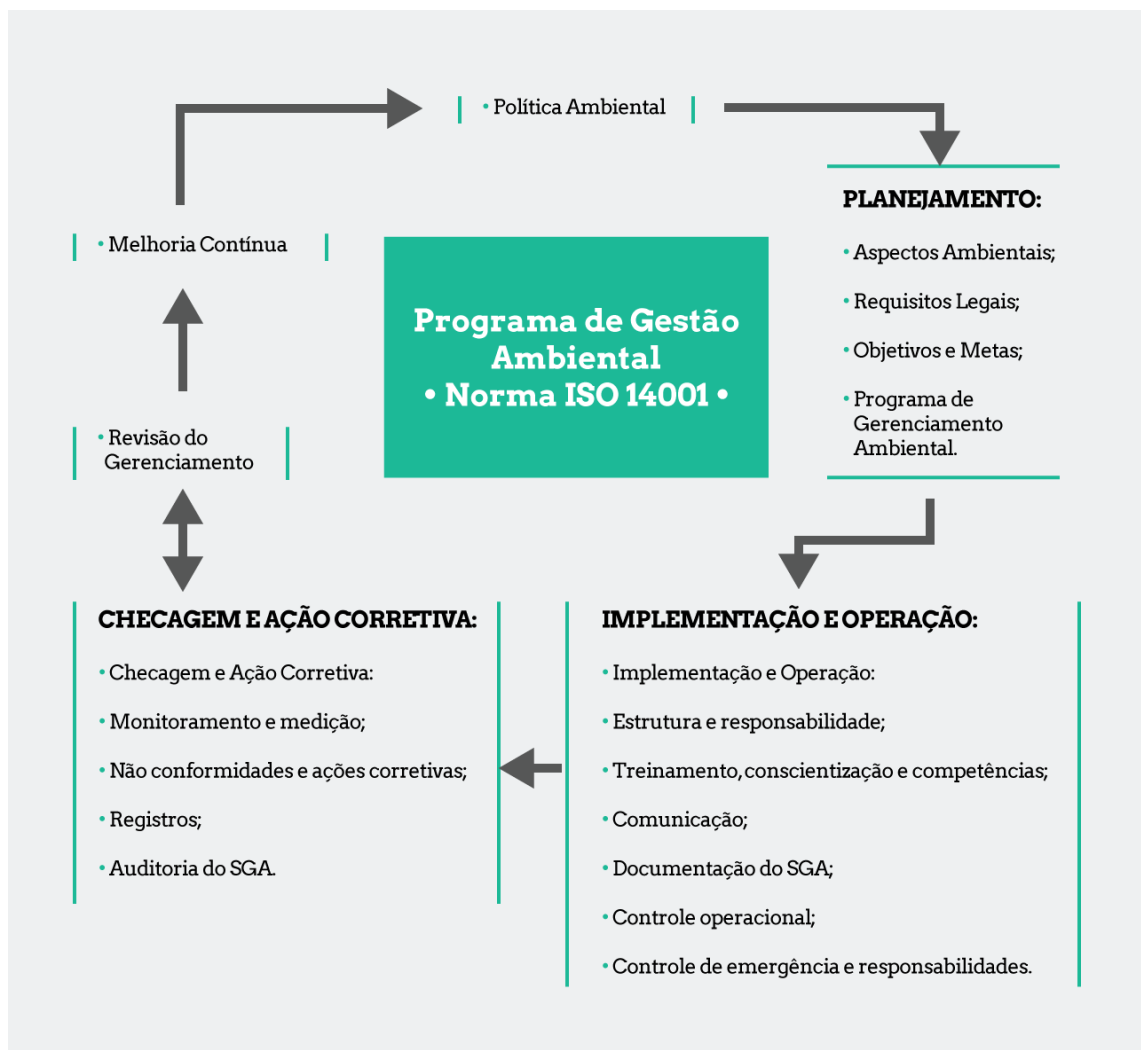 • Política Ambiental
PLANEJAMENTO:
• Aspectos Ambientais;
• Requisitos Legais;
• Objetivos e Metas;
• Programa de
Gerenciamento
Ambiental.
• Melhoria Contínua
Programa de Gestão
Ambiental
• Norma ISO 14001 •
• Revisão do
Gerenciamento
CHECAGEM E AÇÃO CORRETIVA:
• Checagem e Ação Corretiva:
• Monitoramento e medição;
• Não conformidades e ações corretivas;
• Registros;
• Auditoria do SGA.
IMPLEMENTAÇÃO E OPERAÇÃO:
• Implementação e Operação:
• Estrutura e responsabilidade;
• Treinamento, conscientização e competências;
• Comunicação;
• Documentação do SGA;
• Controle operacional;
• Controle de emergência e responsabilidades.